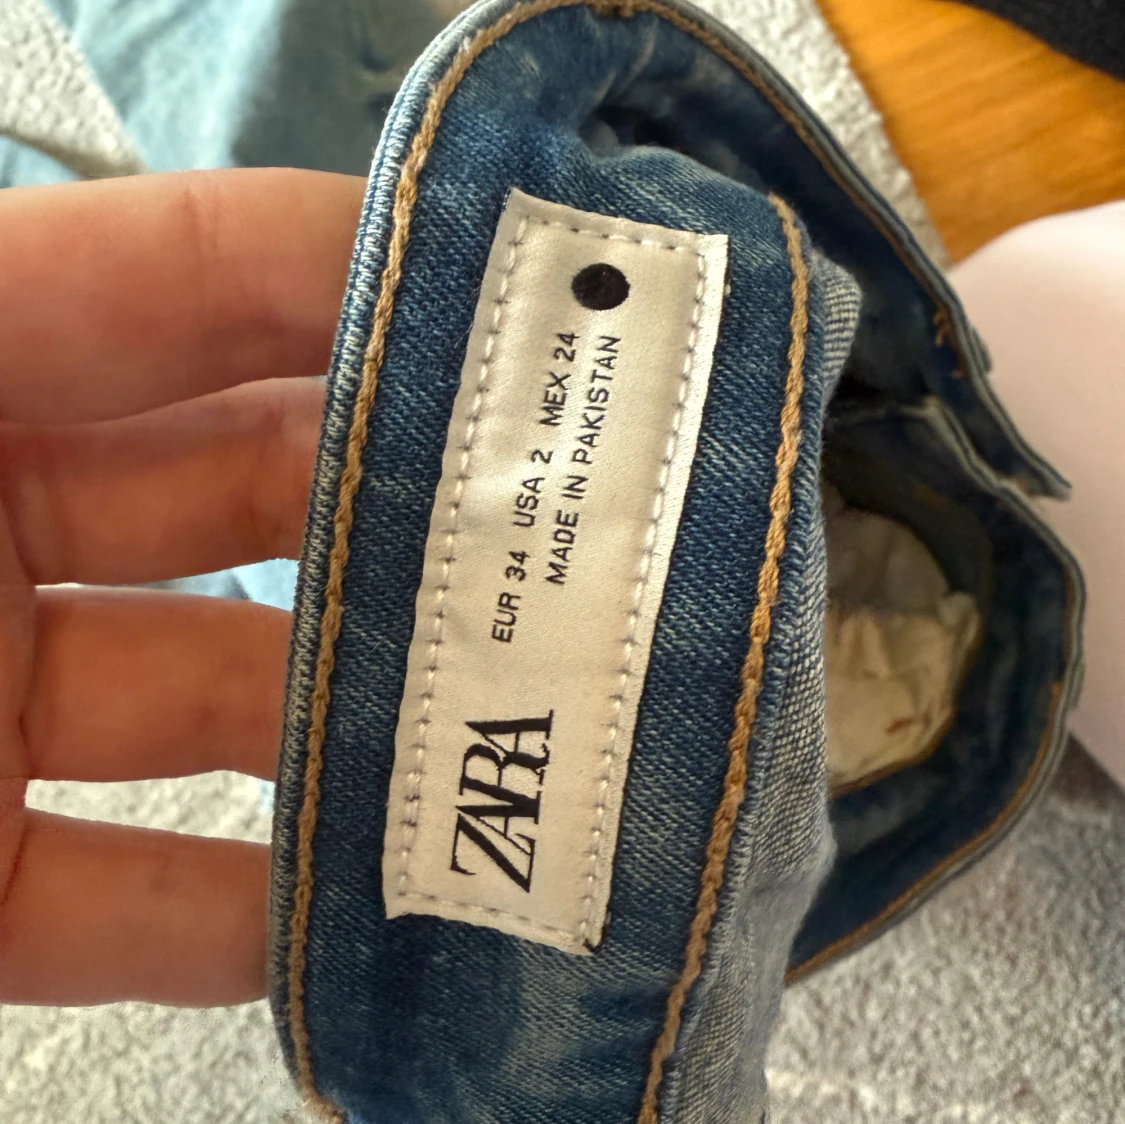 ZARA
EUR 34 USA 2 MEX 24
MADE IN PAKISTAN